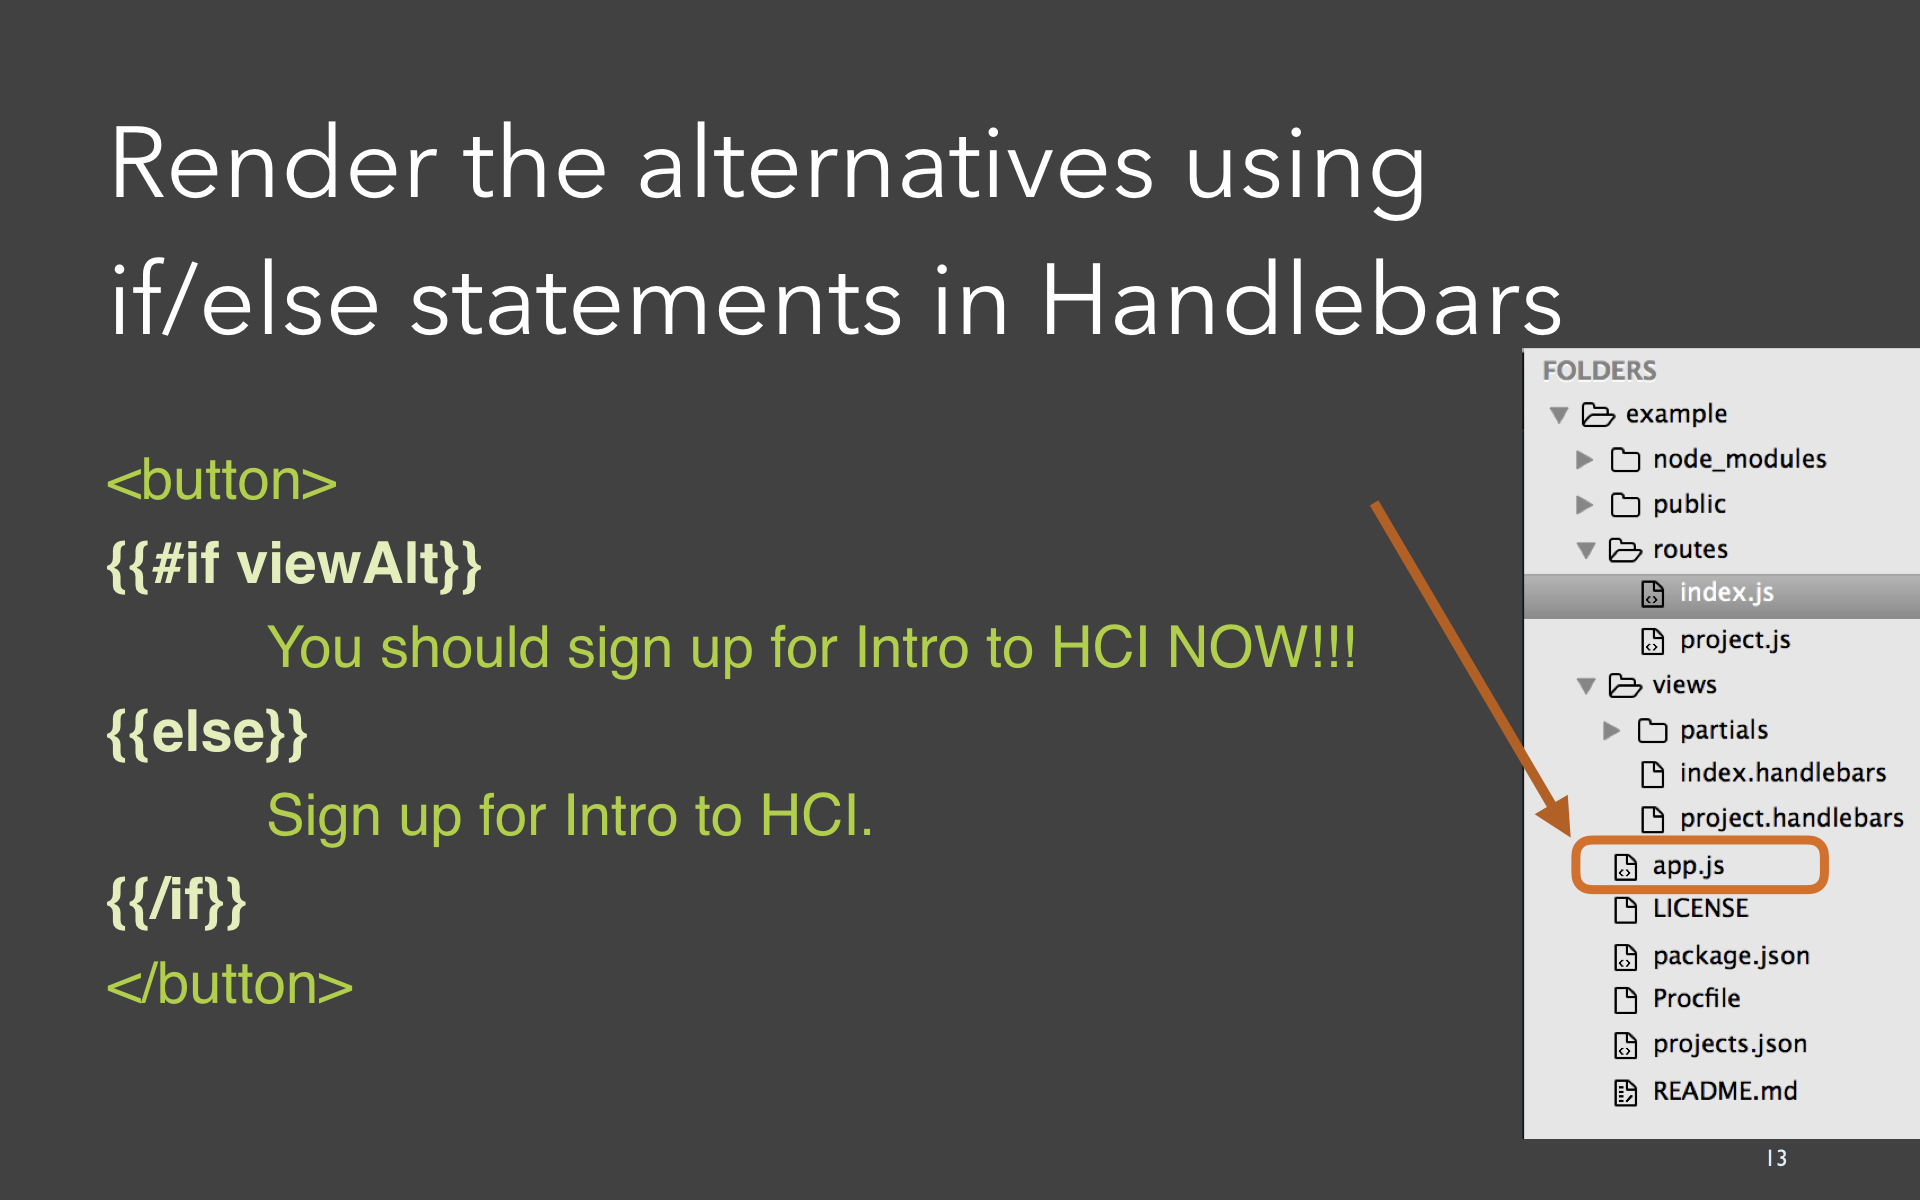 Render the alternatives using
if/else statements in Handlebars
<button>
{{#if viewAlt}}
You should sign up for Intro to HCI NOW!!!
{{else}}
Sign up for Intro to HCI.
{{/if}}
</button>
FOLDERS
example
node_modules
public
routes
index.js
project.js
views
partials
index.handlebars
project.handlebars
app.js
LICENSE
package.json
Procfile
projects.json
README.md
13